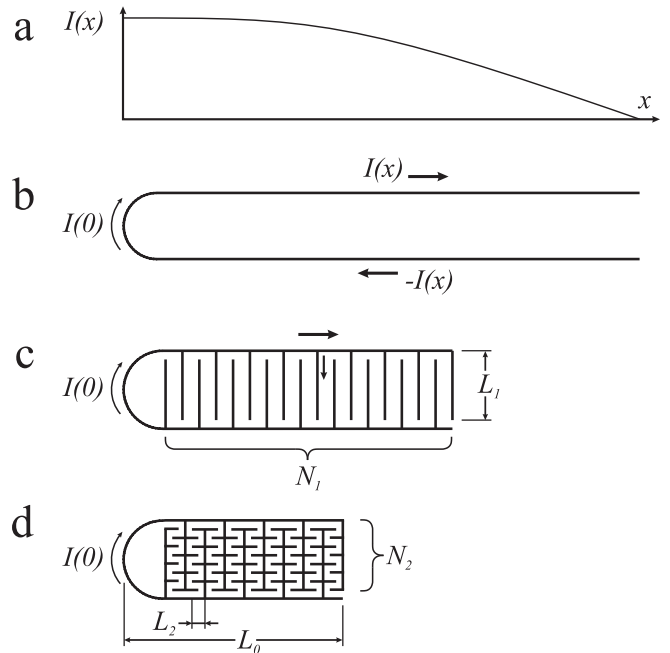 a
I(x)
x
b
I(x)
I(0)
-I(x)
c
I(0)
L₁
N₁
d
I(0)
N₂
L₂
L₀